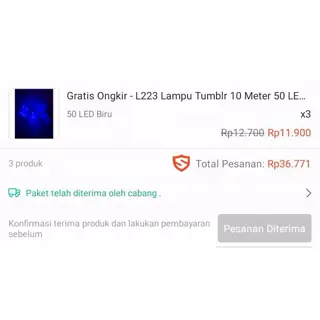 Gratis Ongkir - L223 Lampu Tumblr 10 Meter 50 LE...
50 LED Biru
x3
Rp12.700 Rp11.900
3 produk
Total Pesanan: Rp36.771
Paket telah diterima oleh cabang .
Konfirmasi terima produk dan lakukan pembayaran
sebelum
Pesanan Diterima